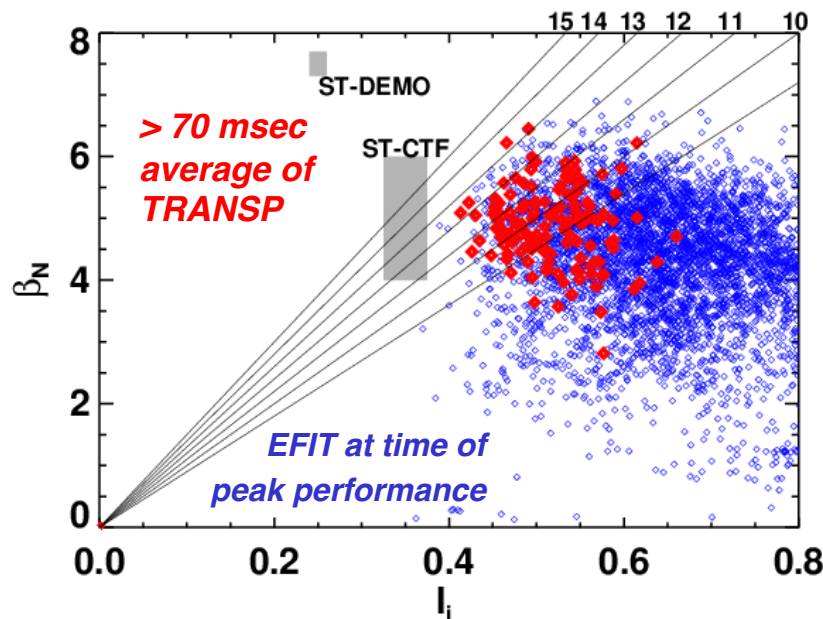 15 14 13 12 11 10
8
ST-DEMO
> 70 msec
average of
TRANSP
ST-CTF
6
βN
4
2
EFIT at time of
peak performance
0
0.0 0.2 0.4 0.6 0.8
li